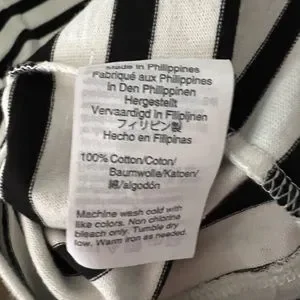 Made in Philippines
Fabriqué aux Philippines
In Den Philippinen
Hergestellt
Vervaardigd in Filipijnen
フィリピン製
Hecho en Filipinas
100% Cotton/Coton/
Baumwolle/Katoen/
綿/algodón
Machine wash cold with
like colors. Non chlorine
bleach only. Tumble dry
low. Warm iron as needed.